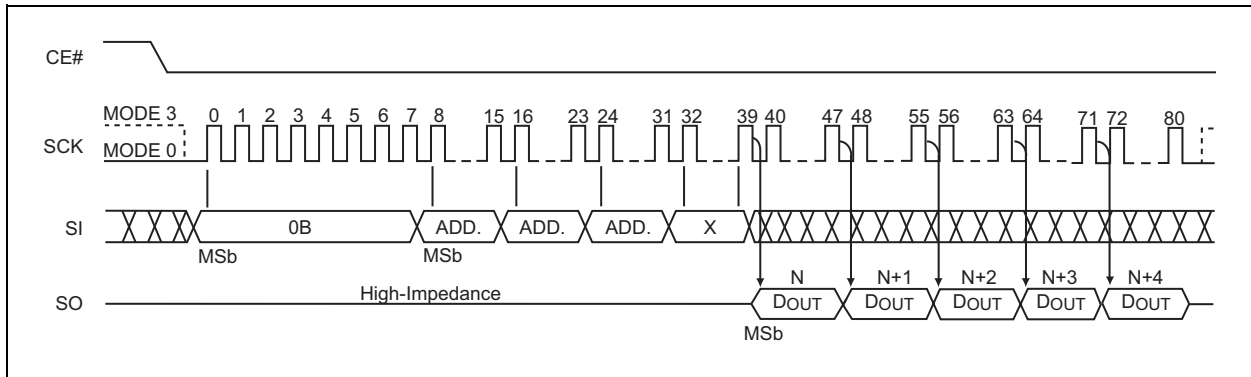 CE#
MODE 3
0 1 2 3 4 5 6 7 8 15 16 23 24 31 32 39 40 47 48 55 56 63 64 71 72 80
SCK
MODE 0
SI
0B ADD. ADD. ADD. X
MSb MSb
N N+1 N+2 N+3 N+4
High-Impedance
SO
DOUT DOUT DOUT DOUT DOUT
MSb